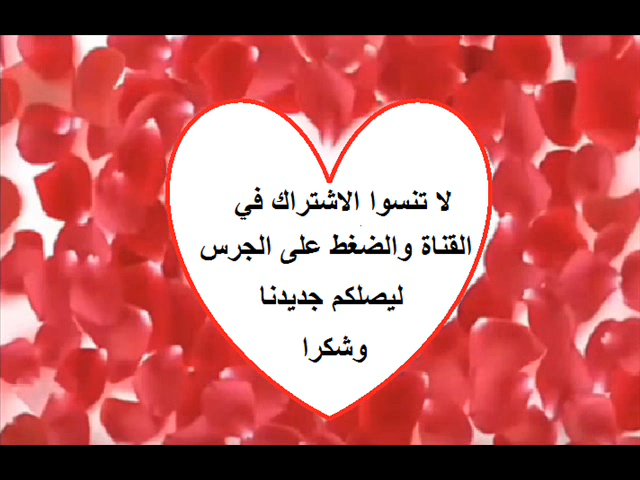 لا تنسوا الاشتراك في
القناة والضغط على الجرس
ليصلكم جديدنا
وشكرا